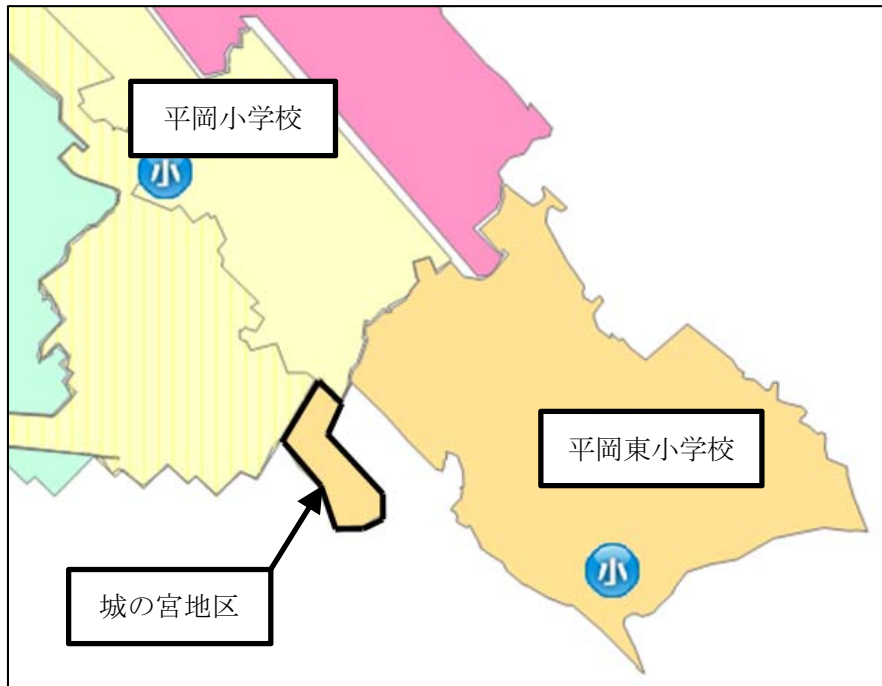 平岡小学校
小
平岡東小学校
小
城の宮地区